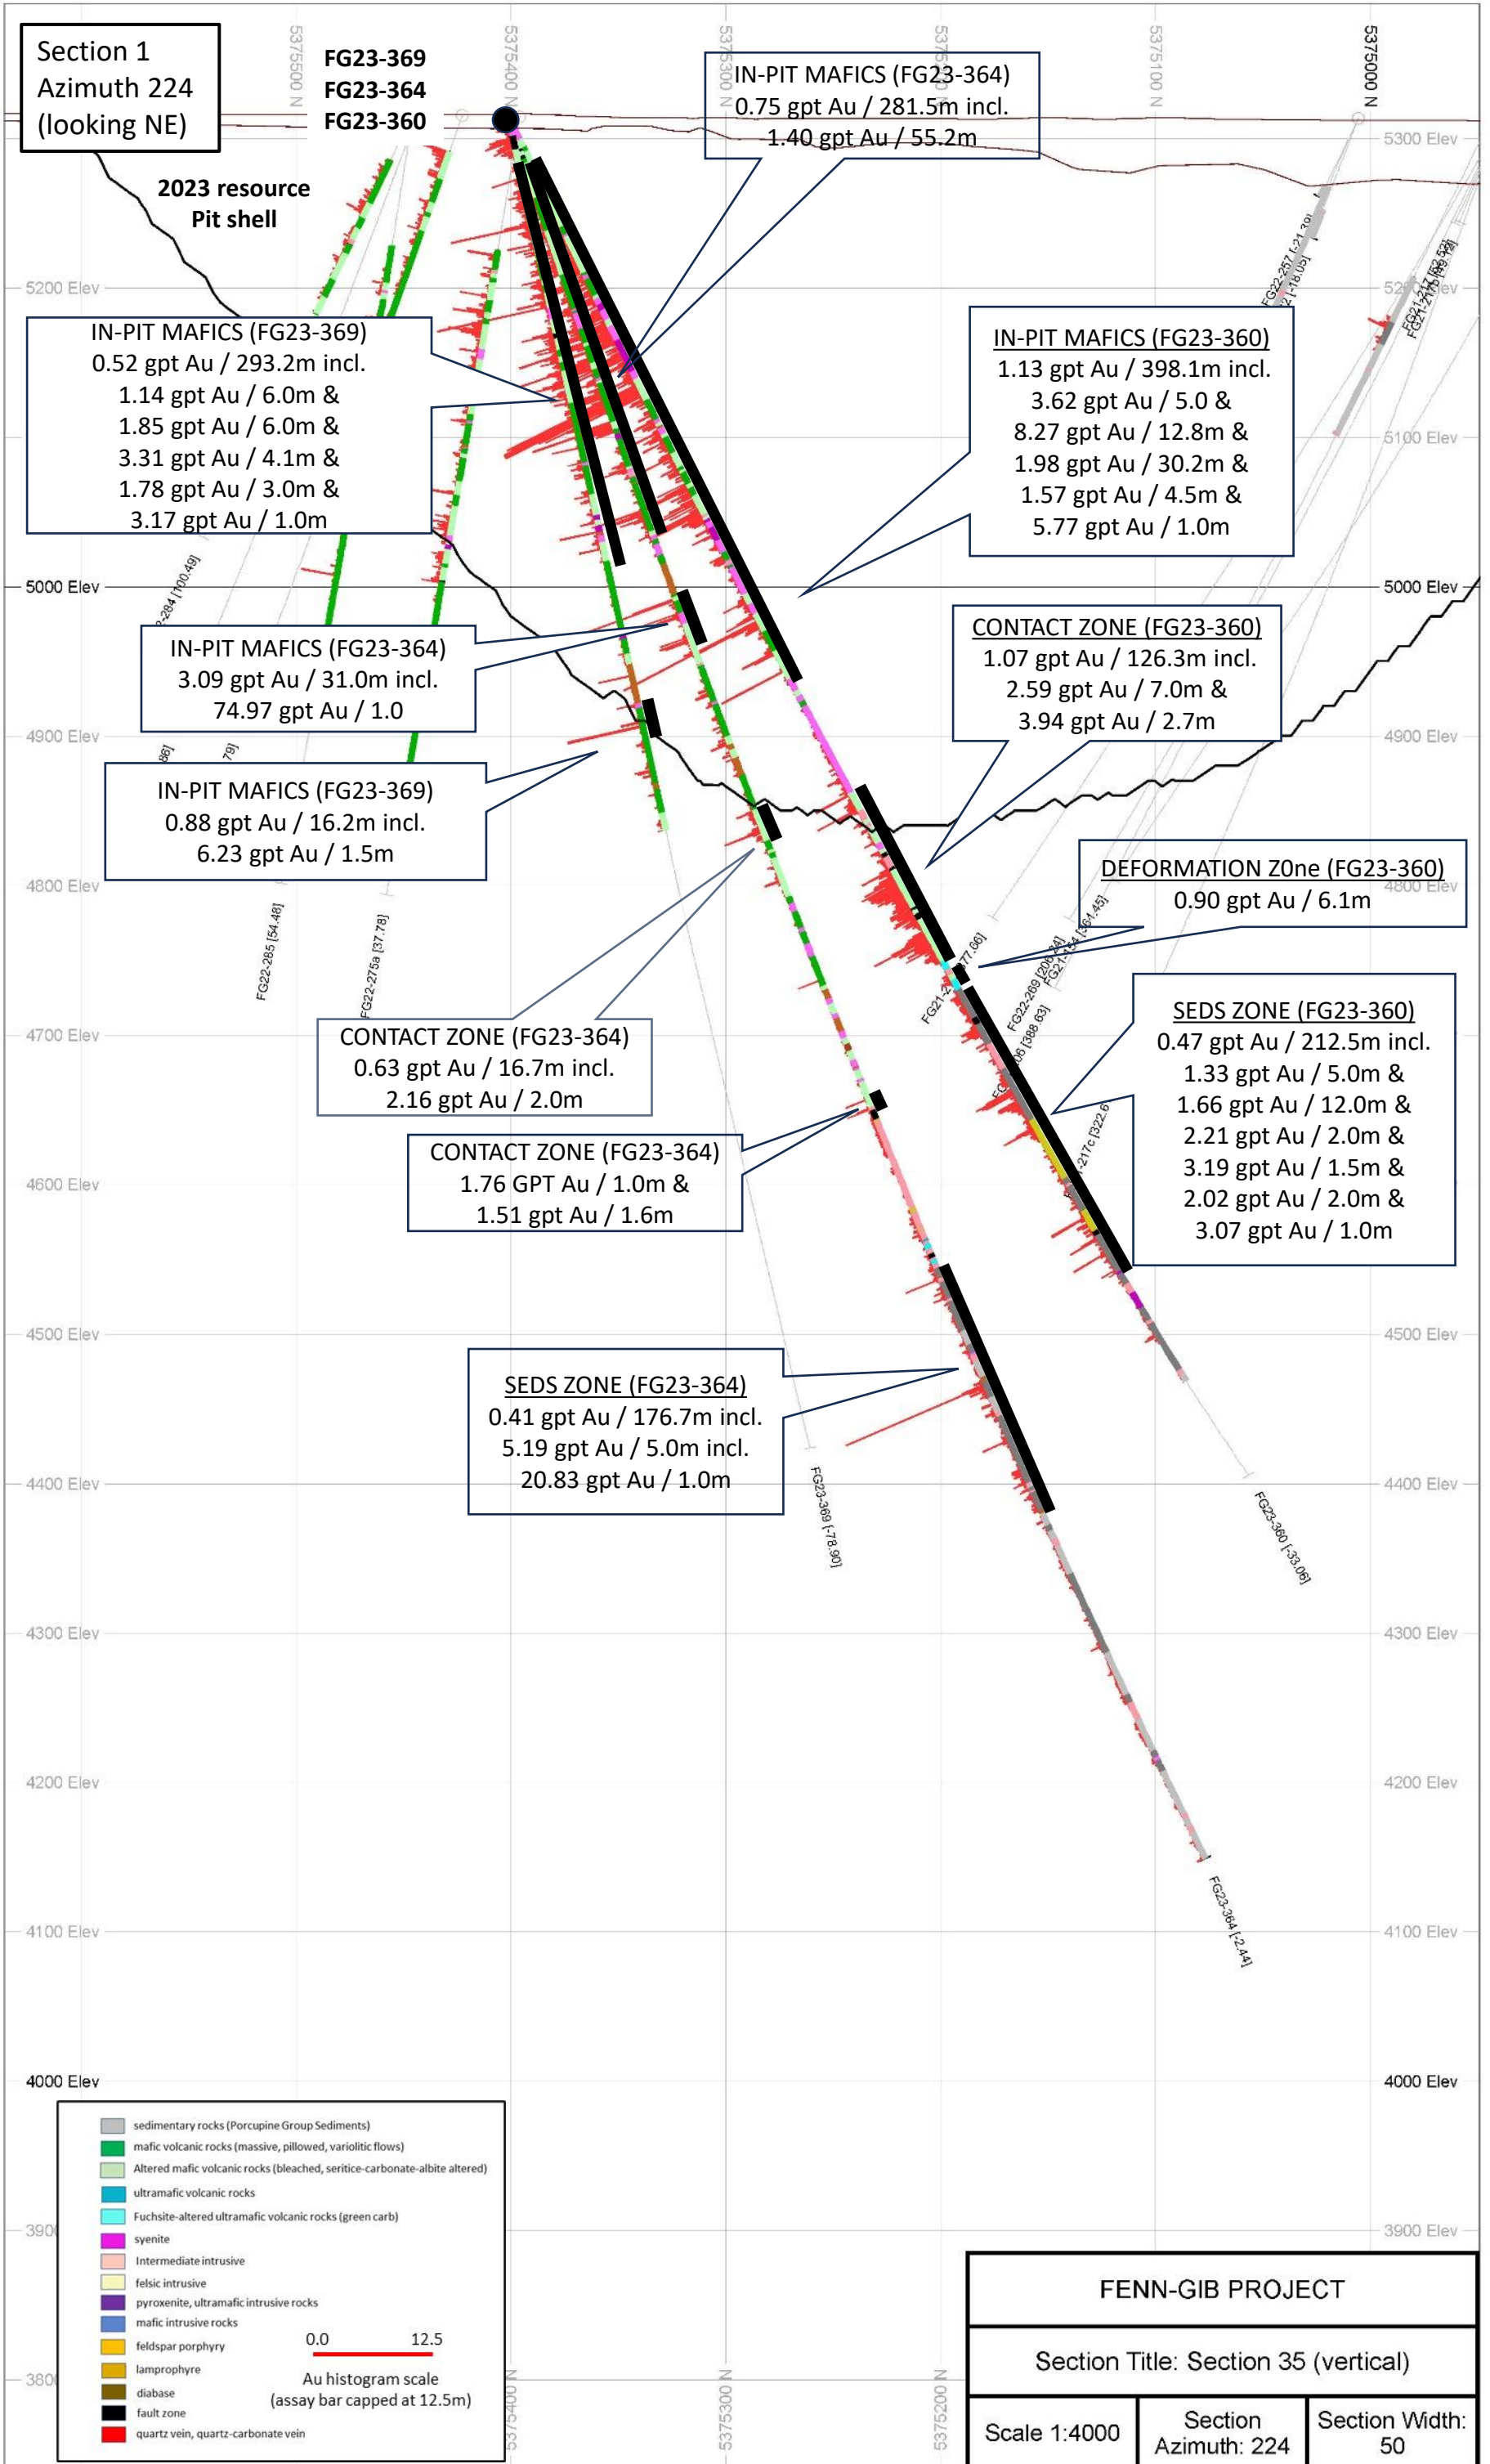 Section 1
Azimuth 224
(looking NE)
FG23-369
FG23-364
FG23-360
2023 resource
Pit shell
5375500 N
5375400 N
5375300 N
5375100 N
5375000 N
IN-PIT MAFICS (FG23-364)
0.75 gpt Au / 281.5m incl.
1.40 gpt Au / 55.2m
5300 Elev
5200 Elev
5100 Elev
5000 Elev
5000 Elev
4900 Elev
4900 Elev
4800 Elev
4800 Elev
4700 Elev
4700 Elev
4600 Elev
4600 Elev
4500 Elev
4500 Elev
4400 Elev
4400 Elev
4300 Elev
4300 Elev
4200 Elev
4200 Elev
4100 Elev
4100 Elev
4000 Elev
4000 Elev
3900 Elev
IN-PIT MAFICS (FG23-369)
0.52 gpt Au / 293.2m incl.
1.14 gpt Au / 6.0m &
1.85 gpt Au / 6.0m &
3.31 gpt Au / 4.1m &
1.78 gpt Au / 3.0m &
3.17 gpt Au / 1.0m
IN-PIT MAFICS (FG23-360)
1.13 gpt Au / 398.1m incl.
3.62 gpt Au / 5.0 &
8.27 gpt Au / 12.8m &
1.98 gpt Au / 30.2m &
1.57 gpt Au / 4.5m &
5.77 gpt Au / 1.0m
IN-PIT MAFICS (FG23-364)
3.09 gpt Au / 31.0m incl.
74.97 gpt Au / 1.0
CONTACT ZONE (FG23-360)
1.07 gpt Au / 126.3m incl.
2.59 gpt Au / 7.0m &
3.94 gpt Au / 2.7m
IN-PIT MAFICS (FG23-369)
0.88 gpt Au / 16.2m incl.
6.23 gpt Au / 1.5m
DEFORMATION Z0ne (FG23-360)
0.90 gpt Au / 6.1m
FG22-285 [54.48]
FG22-275a [37.78]
CONTACT ZONE (FG23-364)
0.63 gpt Au / 16.7m incl.
2.16 gpt Au / 2.0m
SEDS ZONE (FG23-360)
0.47 gpt Au / 212.5m incl.
1.33 gpt Au / 5.0m &
1.66 gpt Au / 12.0m &
2.21 gpt Au / 2.0m &
3.19 gpt Au / 1.5m &
2.02 gpt Au / 2.0m &
3.07 gpt Au / 1.0m
CONTACT ZONE (FG23-364)
1.76 GPT Au / 1.0m &
1.51 gpt Au / 1.6m
SEDS ZONE (FG23-364)
0.41 gpt Au / 176.7m incl.
5.19 gpt Au / 5.0m incl.
20.83 gpt Au / 1.0m
FG23-369 [-78.90]
FG23-360 [-33.06]
FG23-364 [-2.44]
sedimentary rocks (Porcupine Group Sediments)
mafic volcanic rocks (massive, pillowed, variolitic flows)
Altered mafic volcanic rocks (bleached, seritice-carbonate-albite altered)
ultramafic volcanic rocks
Fuchsite-altered ultramafic volcanic rocks (green carb)
syenite
Intermediate intrusive
felsic intrusive
pyroxenite, ultramafic intrusive rocks
mafic intrusive rocks
feldspar porphyry
lamprophyre
diabase
fault zone
quartz vein, quartz-carbonate vein
0.0 12.5
Au histogram scale
(assay bar capped at 12.5m)
5375300 N
5375200 N
FENN-GIB PROJECT
Section Title: Section 35 (vertical)
Scale 1:4000
Section
Azimuth: 224
Section Width:
50